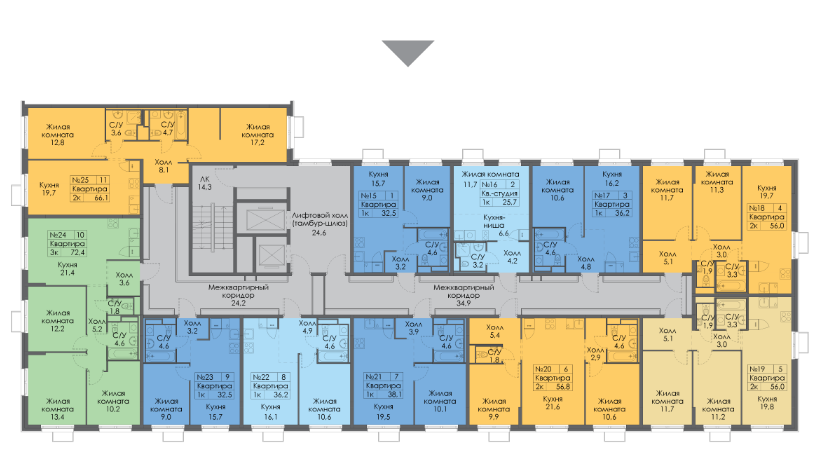 Жилая
комната
12.8
С/У
3.6
С/У
4.7
Жилая
комната
17.2
Холл
8.1
Кухня
19,7
№25 11
Квартира
2к 66.1
ЛК
14.3
Лифтовой холл
(тамбур-шлюз)
24.6
Кухня
15.7
Жилая
комната
9.0
№15 1
Квартира
1к 32.5
С/У
4.6
Холл
3.2
Жилая комната
11,7
№16 2
Кв.-студия
1к 25.7
Кухня-
ниша
6.6
С/У
3.2
Холл
4.2
Жилая
комната
10.6
Кухня
16.2
№17 3
Квартира
1к 36.2
С/У
4.6
Холл
4.8
Жилая
комната
11.7
Жилая
комната
11.3
Кухня
19.7
№18 4
Квартира
2к 56.0
Холл
5.1
Холл
3.0
С/У
1.9
С/У
3.3
№24 10
Квартира
3к 72.4
Кухня
21.4
Холл
3.6
Жилая
комната
12.2
С/У
1.8
Холл
5.2
С/У
4.6
Жилая
комната
13.4
Жилая
комната
10.2
Межквартирный
коридор
24,2
Межквартирный
коридор
34.9
Холл
3.2
С/У
4.6
№23 9
Квартира
1к 32.5
Жилая
комната
9.0
Кухня
15.7
Холл
4.9
С/У
4.6
№22 8
Квартира
1к 36.2
Кухня
16.1
Жилая
комната
10.6
Холл
3.9
С/У
4.6
№21 7
Квартира
1к 38.1
Кухня
19.5
Жилая
комната
10.1
Холл
5.4
С/У
1.8
Жилая
комната
9.9
№20 6
Квартира
2к 56.8
Кухня
21.6
Холл
2.9
С/У
4.6
Жилая
комната
10.6
Холл
5.1
С/У
1.9
С/У
3.3
Холл
3.0
Жилая
комната
11.7
Жилая
комната
11.2
№19 5
Квартира
2к 56.0
Кухня
19.8